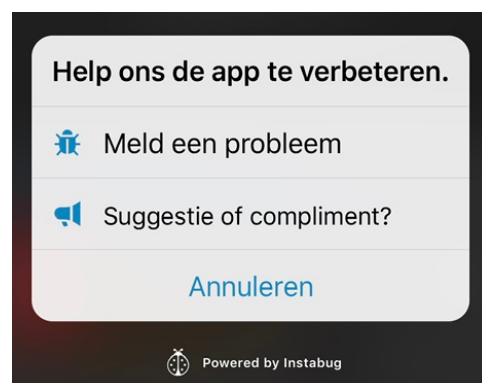 Help ons de app te verbeteren.
Meld een probleem
Suggestie of compliment?
Annuleren
Powered by Instabug